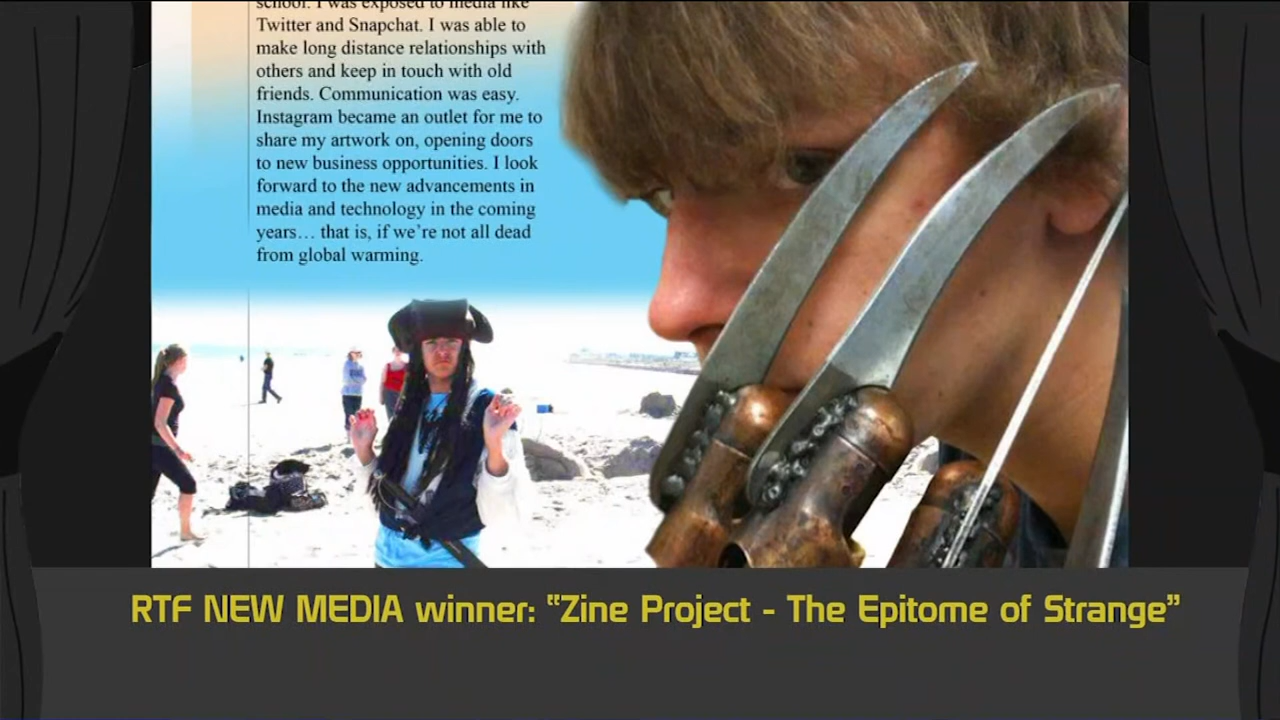 school. I was exposed to media like
Twitter and Snapchat. I was able to
make long distance relationships with
others and keep in touch with old
friends. Communication was easy.
Instagram became an outlet for me to
share my artwork on, opening doors
to new business opportunities. I look
forward to the new advancements in
media and technology in the coming
years… that is, if we’re not all dead
from global warming.
RTF NEW MEDIA winner: “Zine Project - The Epitome of Strange”